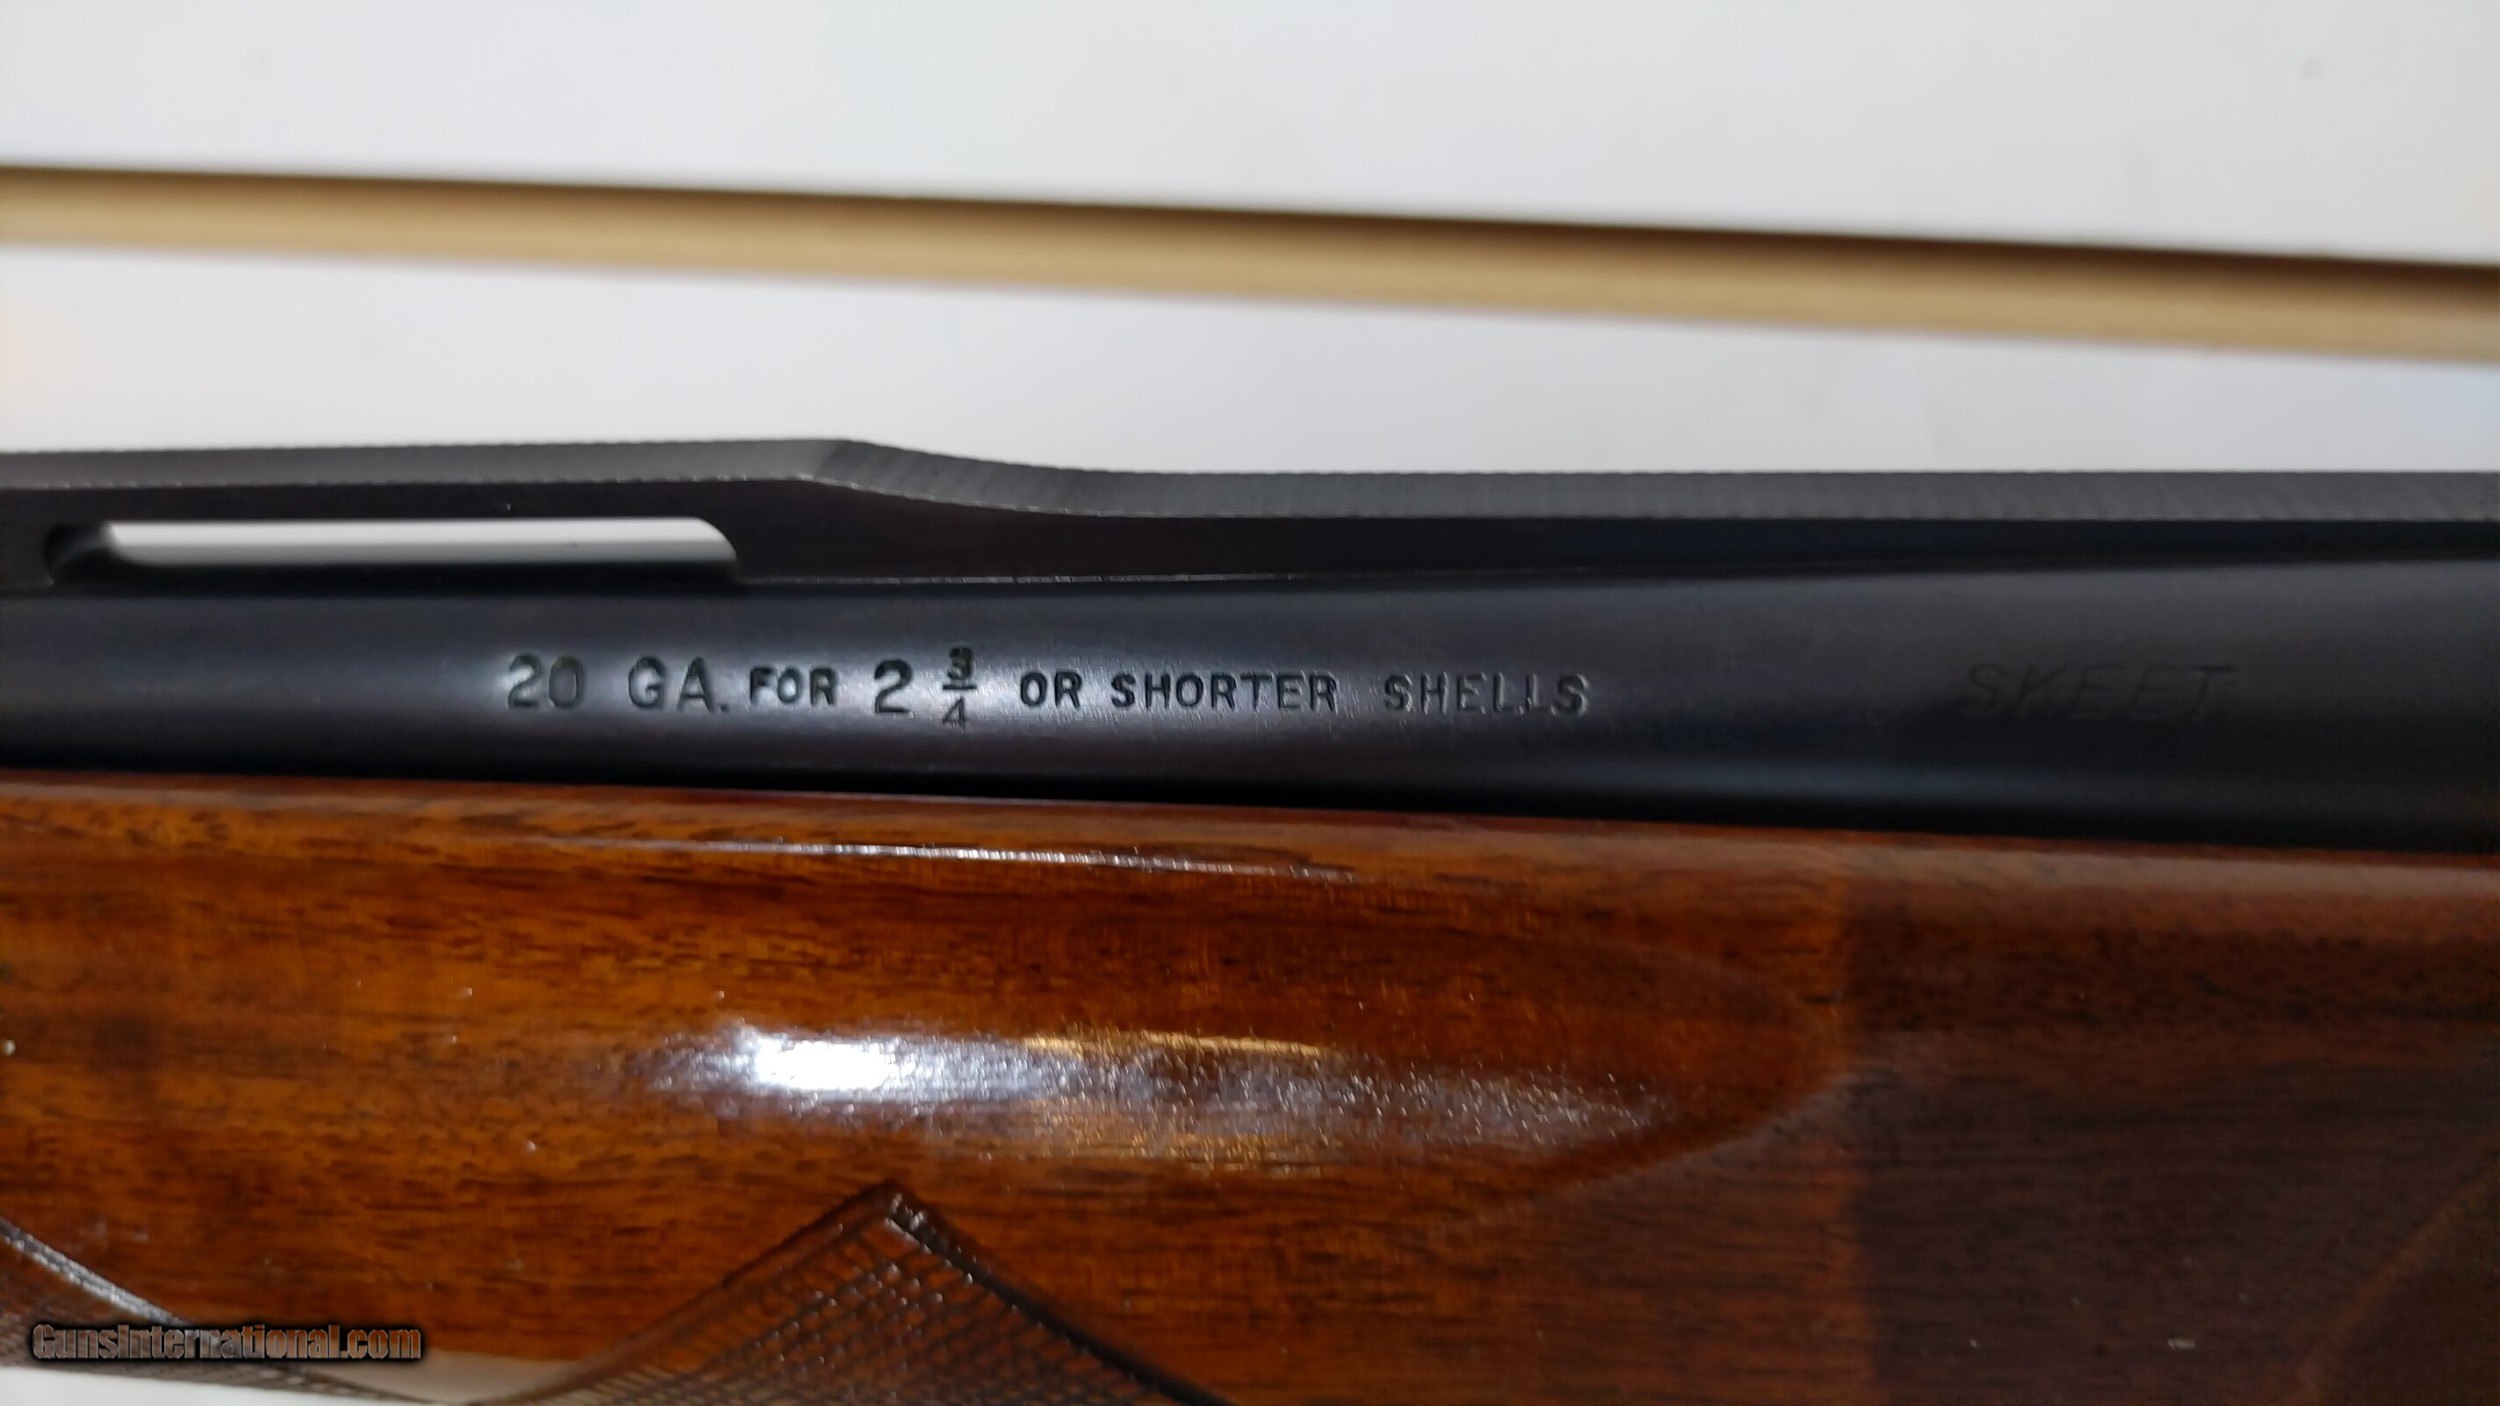 20 GA. FOR 2 3/4 OR SHORTER SHELLS SKEET
GunsInternational.com